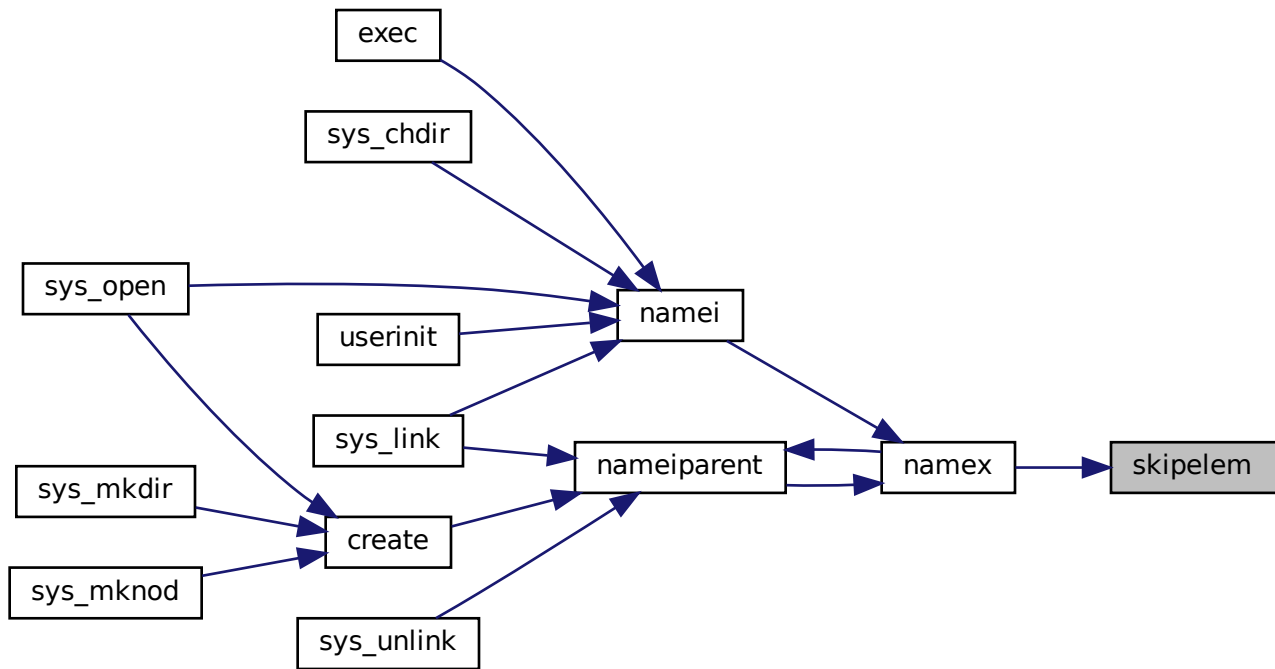 exec
sys_chdir
sys_open
namei
userinit
sys_link
nameiparent
namex
skipelem
sys_mkdir
create
sys_mknod
sys_unlink